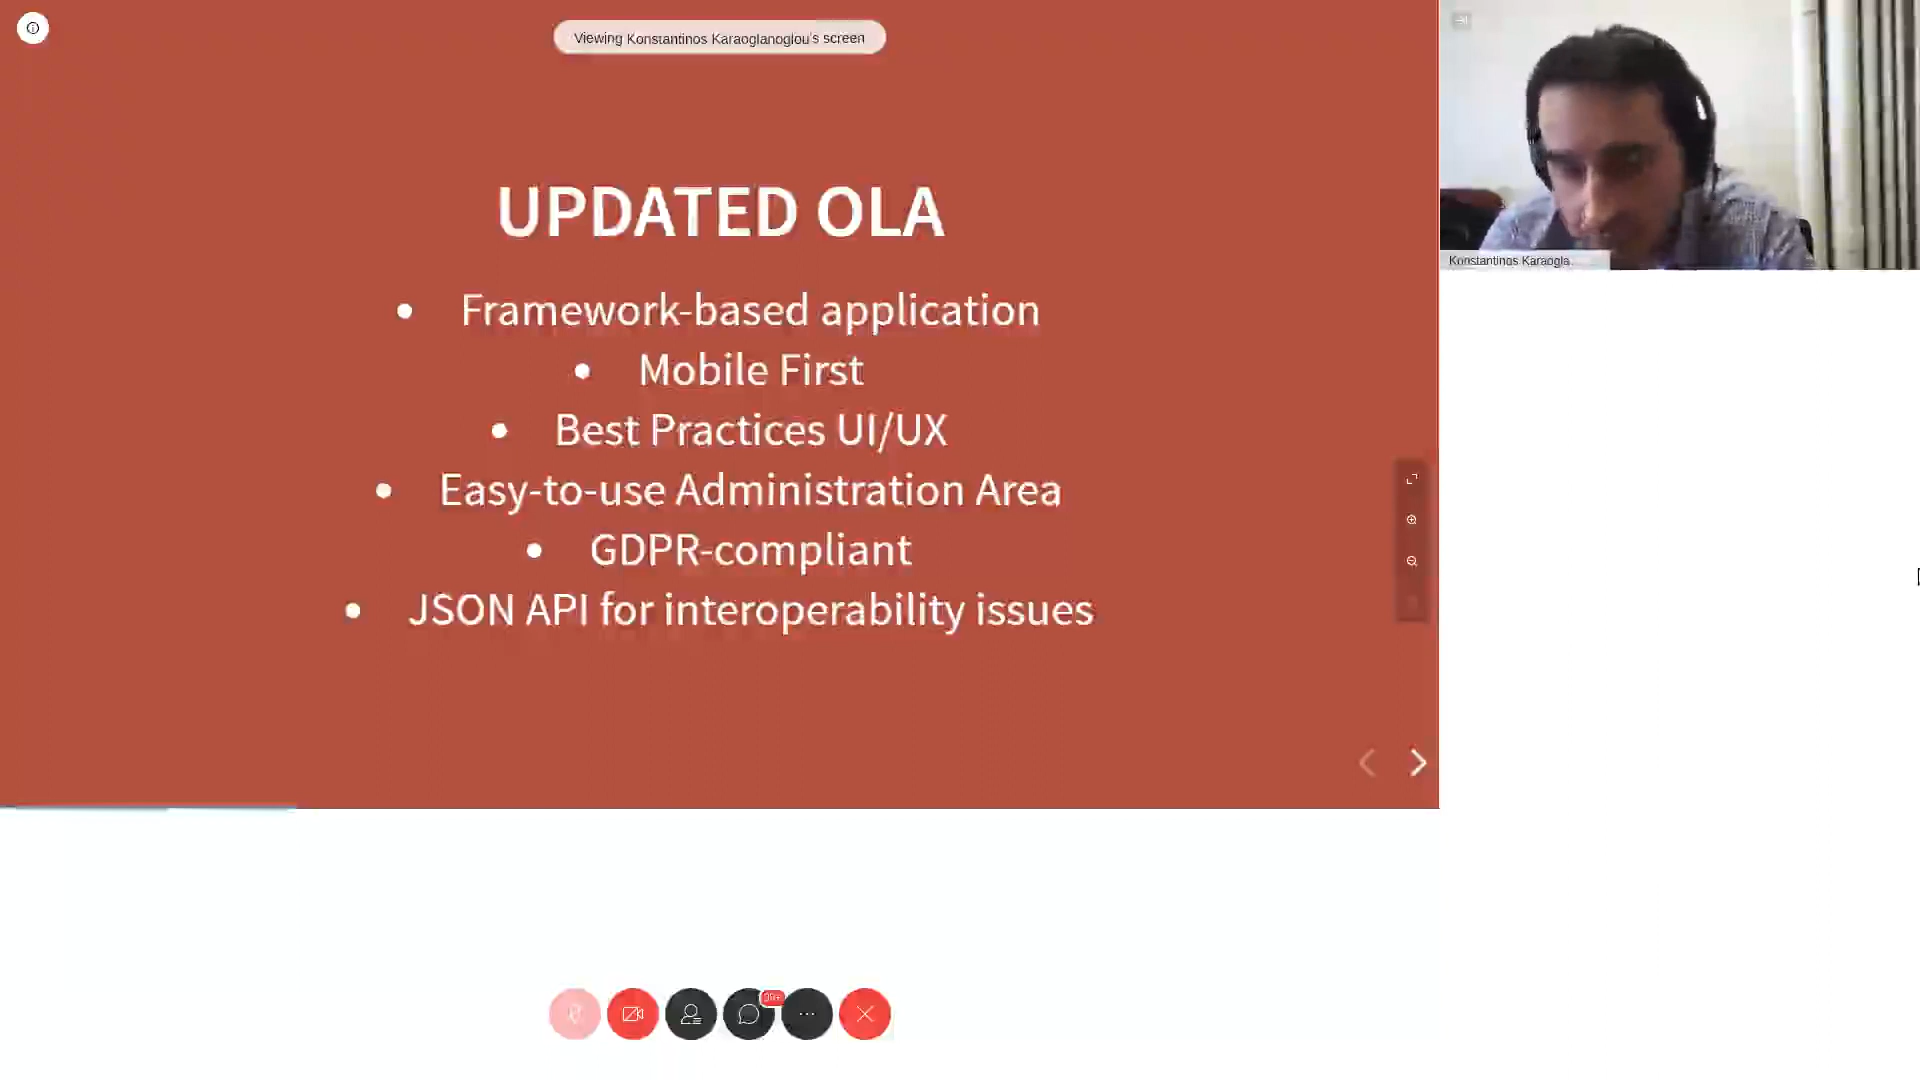 Viewing Konstantinos Karaoglanoglou's screen
UPDATED OLA
• Framework-based application
• Mobile First
• Best Practices UI/UX
• Easy-to-use Administration Area
• GDPR-compliant
• JSON API for interoperability issues
Konstantinos Karaogla...
99+